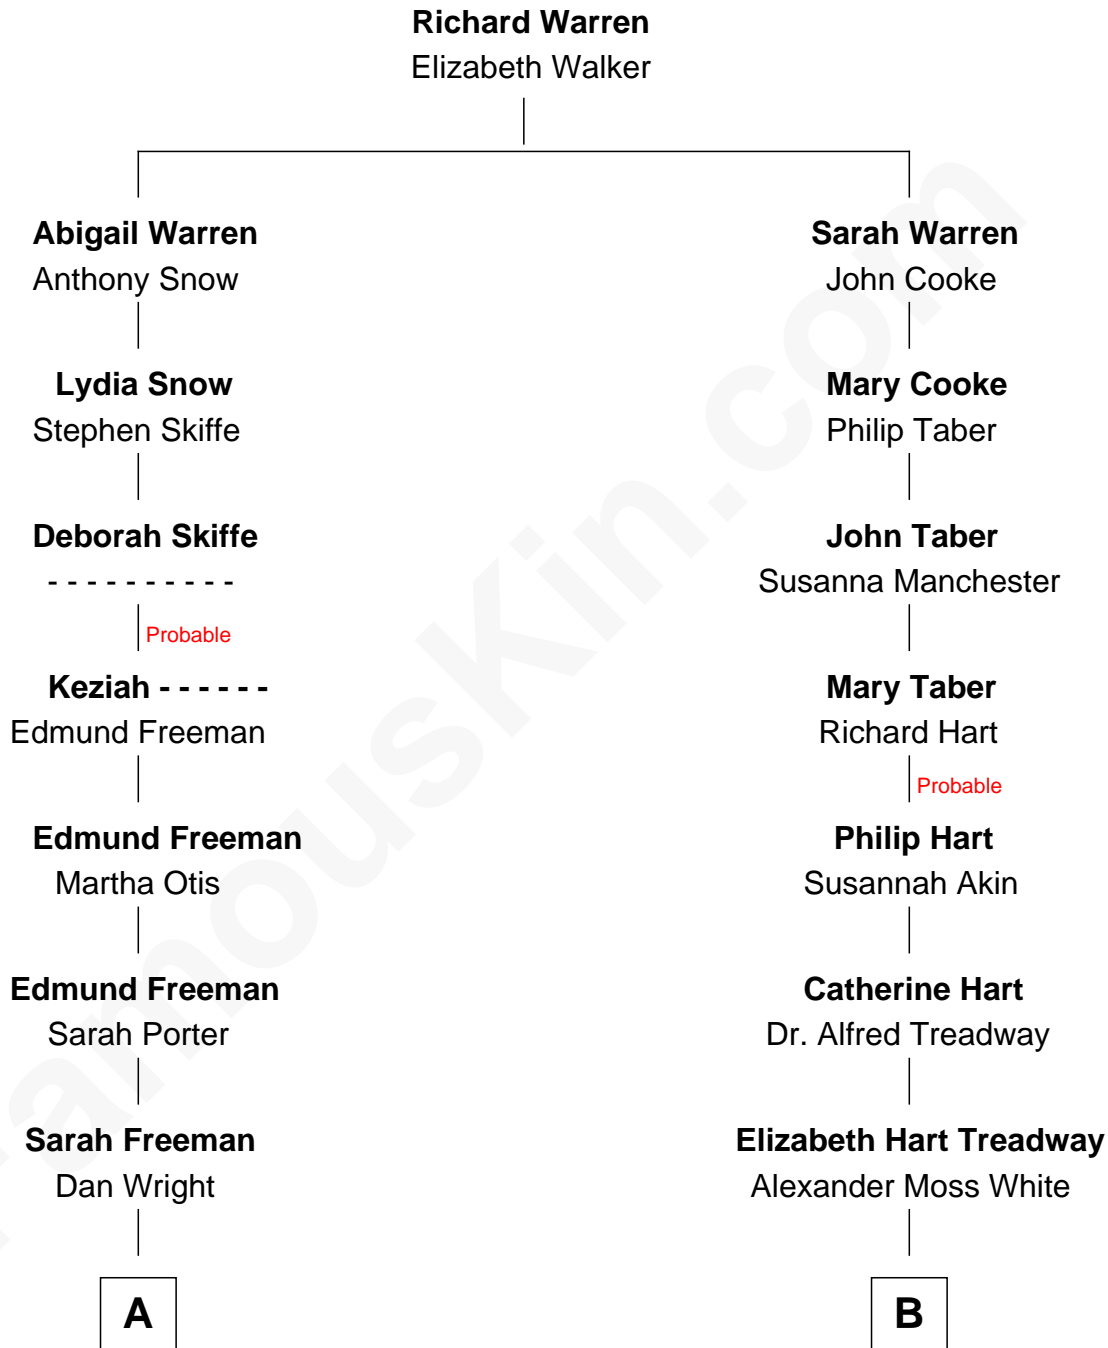 Richard Warren
Elizabeth Walker
Abigail Warren
Anthony Snow
Sarah Warren
John Cooke
Lydia Snow
Stephen Skiffe
Mary Cooke
Philip Taber
Deborah Skiffe
- - - - - - - - - -
John Taber
Susanna Manchester
Probable
Keziah - - - - - -
Edmund Freeman
Mary Taber
Richard Hart
Probable
Edmund Freeman
Martha Otis
Philip Hart
Susannah Akin
Edmund Freeman
Sarah Porter
Catherine Hart
Dr. Alfred Treadway
Sarah Freeman
Dan Wright
Elizabeth Hart Treadway
Alexander Moss White
A
B
FamousKin.com